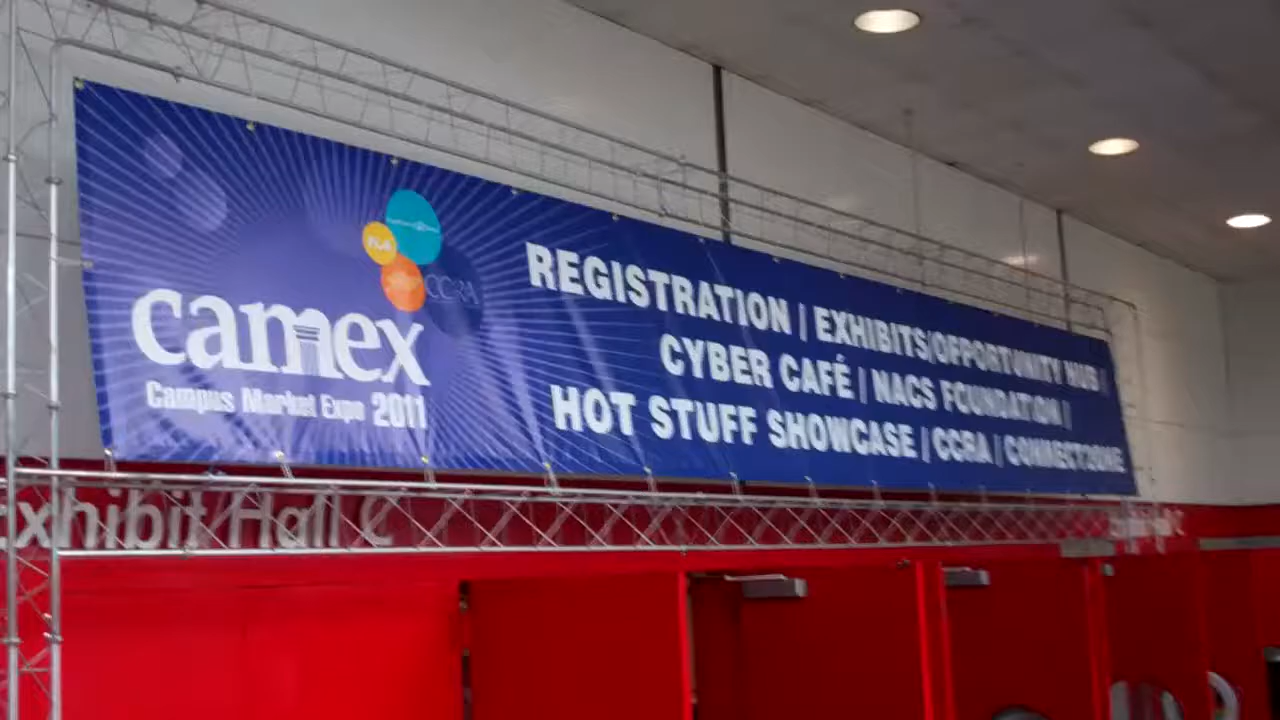 CCRA
camex
Campus Market Expo 2011
REGISTRATION / EXHIBITS/OPPORTUNITY HUB /
CYBER CAFÉ / NACS FOUNDATION /
HOT STUFF SHOWCASE / CCRA / CONNECT2ONE
Exhibit Hall C